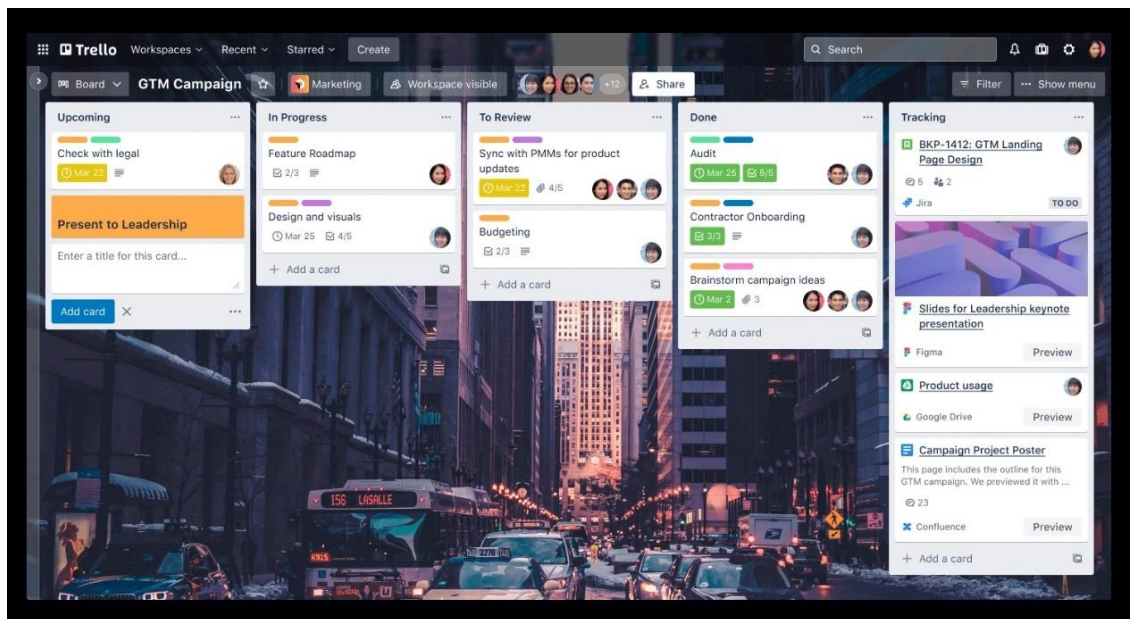 Trello
Workspaces
Recent
Starred
Create
Search
Board
GTM Campaign
Marketing
Workspace visible
+12
Share
Filter
Show menu
Upcoming
Check with legal
Mar 22
Present to Leadership
Enter a title for this card...
Add card
In Progress
Feature Roadmap
2/3
Design and visuals
Mar 25 4/5
+ Add a card
To Review
Sync with PMMs for product
updates
Mar 22 4/5
Budgeting
2/3
+ Add a card
Done
Audit
Mar 25 5/5
Contractor Onboarding
3/3
Brainstorm campaign ideas
Mar 2 3
+ Add a card
Tracking
BKP-1412: GTM Landing
Page Design
5 2
Jira TO DO
Slides for Leadership keynote
presentation
Figma Preview
Product usage
Google Drive Preview
Campaign Project Poster
This page includes the outline for this
GTM campaign. We previewed it with ...
23
Confluence Preview
+ Add a card
156 LASALLE
K915
3270